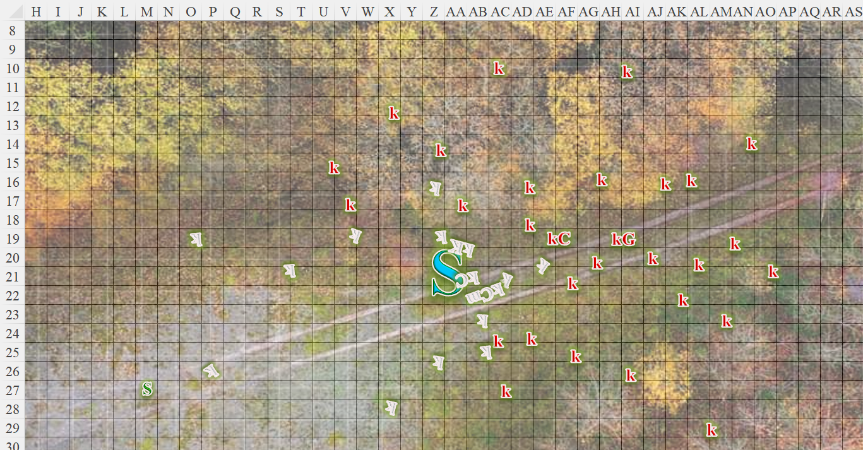 H I J K L M N O P Q R S T U V W X Y Z AA AB AC AD AE AF AG AH AI AJ AK AL AM AN AO AP AQ AR AS
8
9
10 k k
11
12 k
13
14 k k
15 k
16 k k k k
17 k k
18 k
19 kC kG k
20 k k k
21 S k k
22 k
23 k
24 k k
25 k
26 k
27 S k
28
29 k
30